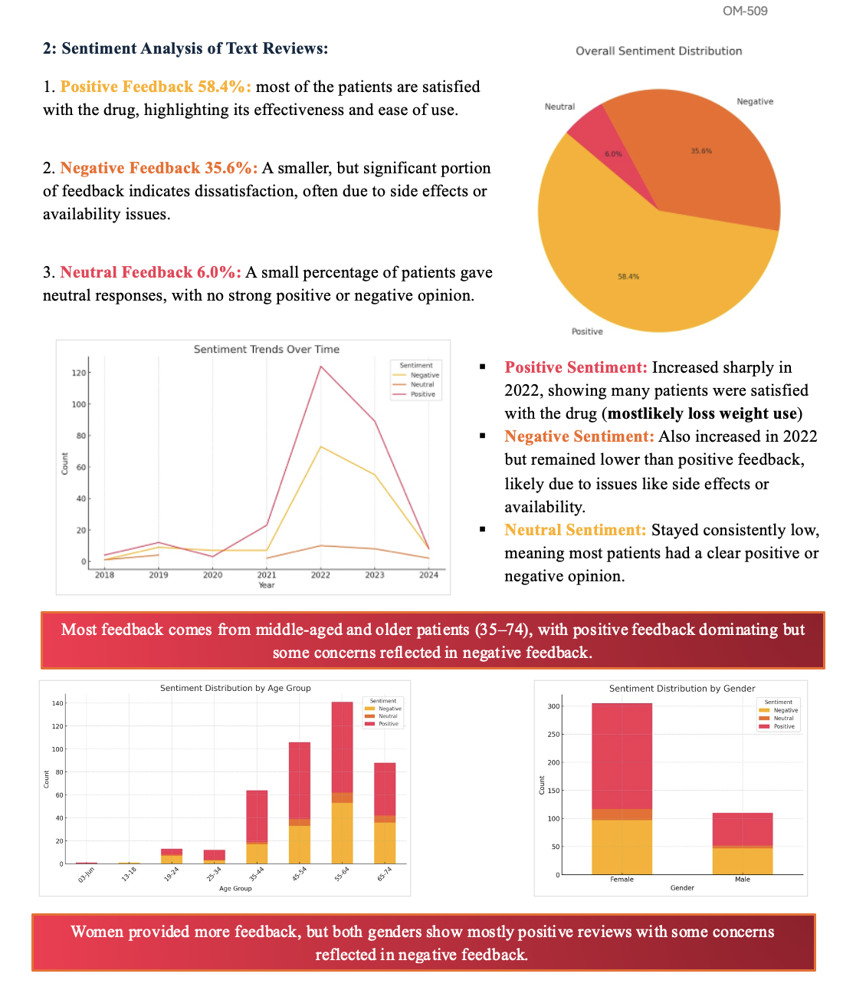 OM-509
2: Sentiment Analysis of Text Reviews:
1. Positive Feedback 58.4%: most of the patients are satisfied
with the drug, highlighting its effectiveness and ease of use.
2. Negative Feedback 35.6%: A smaller, but significant portion
of feedback indicates dissatisfaction, often due to side effects or
availability issues.
3. Neutral Feedback 6.0%: A small percentage of patients gave
neutral responses, with no strong positive or negative opinion.
Overall Sentiment Distribution
Neutral
Negative
6.0%
35.6%
58.4%
Positive
Sentiment Trends Over Time
Sentiment
Negative
Neutral
Positive
Count
120
100
80
60
40
20
0
2018 2019 2020 2021 2022 2023 2024
Year
▪ Positive Sentiment: Increased sharply in
2022, showing many patients were satisfied
with the drug (mostlikely loss weight use)
▪ Negative Sentiment: Also increased in 2022
but remained lower than positive feedback,
likely due to issues like side effects or
availability.
▪ Neutral Sentiment: Stayed consistently low,
meaning most patients had a clear positive or
negative opinion.
Most feedback comes from middle-aged and older patients (35–74), with positive feedback dominating but
some concerns reflected in negative feedback.
Sentiment Distribution by Age Group
Sentiment
Negative
Neutral
Positive
Count
140
120
100
80
60
40
20
0
03-Jun 13-18 19-24 25-34 35-44 45-54 55-64 65-74
Age Group
Sentiment Distribution by Gender
Sentiment
Negative
Neutral
Positive
Count
300
250
200
150
100
50
0
Female Male
Gender
Women provided more feedback, but both genders show mostly positive reviews with some concerns
reflected in negative feedback.